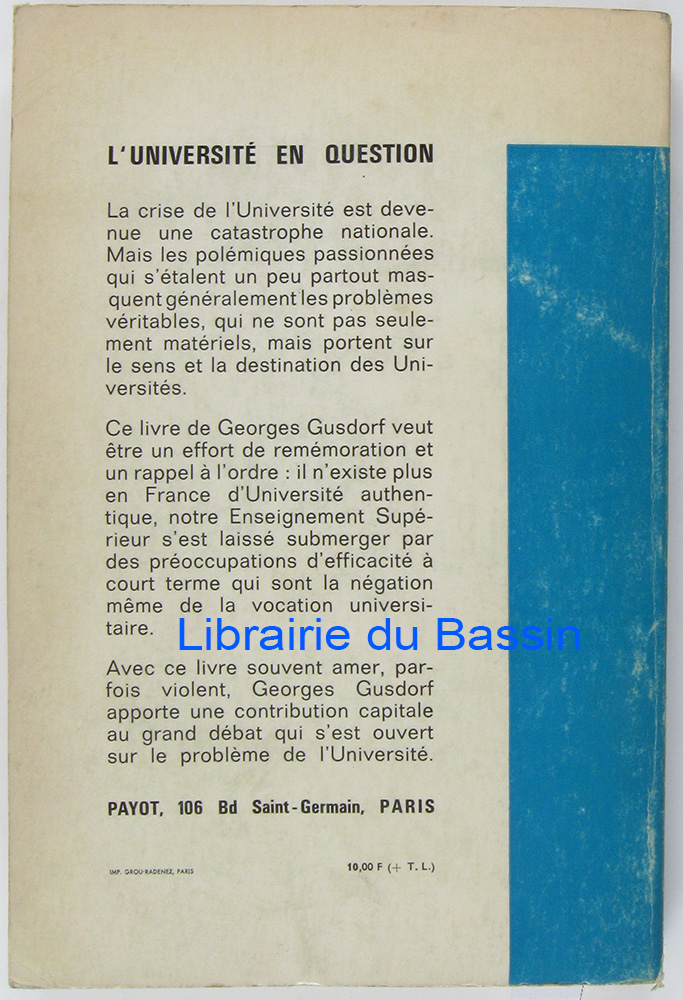 L'UNIVERSITÉ EN QUESTION
La crise de l'Université est deve-
nue une catastrophe nationale.
Mais les polémiques passionnées
qui s'étalent un peu partout mas-
quent généralement les problèmes
véritables, qui ne sont pas seule-
ment matériels, mais portent sur
le sens et la destination des Uni-
versités.
Ce livre de Georges Gusdorf veut
être un effort de remémoration et
un rappel à l'ordre : il n'existe plus
en France d'Université authen-
tique, notre Enseignement Supé-
rieur s'est laissé submerger par
des préoccupations d'efficacité à
court terme qui sont la négation
même de la vocation universi-
taire.
Librairie du Bassin
Avec ce livre souvent amer, par-
fois violent, Georges Gusdorf
apporte une contribution capitale
au grand débat qui s'est ouvert
sur le problème de l'Université.
PAYOT, 106 Bd Saint-Germain, PARIS
IMP. GROU-RADENEZ, PARIS
10,00 F (+ T. L.)